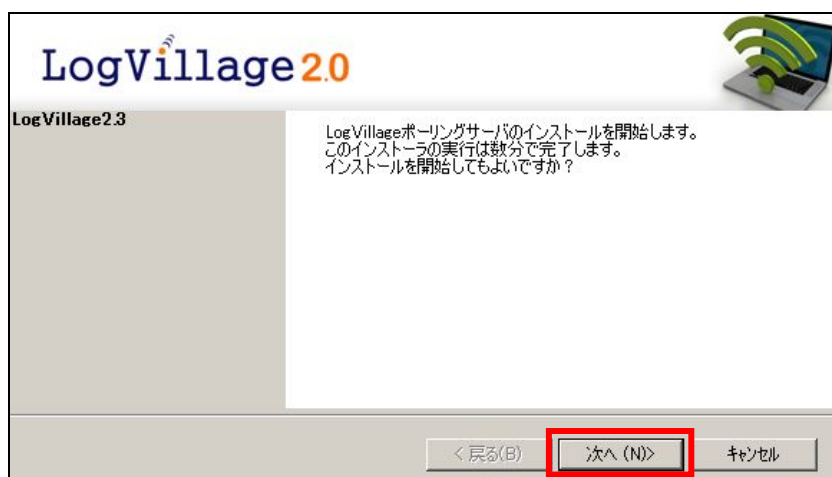 LogVillage2.0
LogVillage2.3
LogVillageポーリングサーバのインストールを開始します。
このインストーラの実行は数分で完了します。
インストールを開始してもよいですか？
< 戻る(B)
次へ (N)>
キャンセル